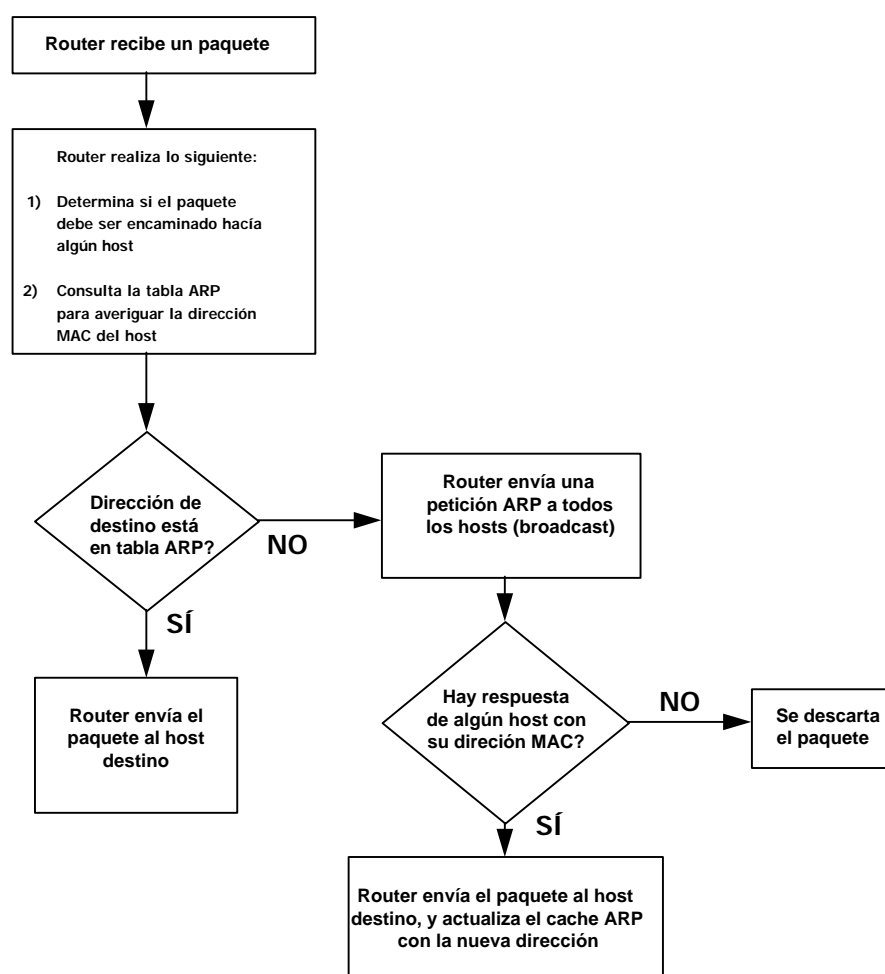 Router recibe un paquete
Router realiza lo siguiente:
1) Determina si el paquete
debe ser encaminado hacía
algún host
2) Consulta la tabla ARP
para averiguar la dirección
MAC del host
Dirección de
destino está
en tabla ARP?
NO
SÍ
Router envía el
paquete al host
destino
Router envía una
petición ARP a todos
los hosts (broadcast)
Hay respuesta
de algún host con
su direción MAC?
NO
Se descarta
el paquete
SÍ
Router envía el paquete al host
destino, y actualiza el cache ARP
con la nueva dirección